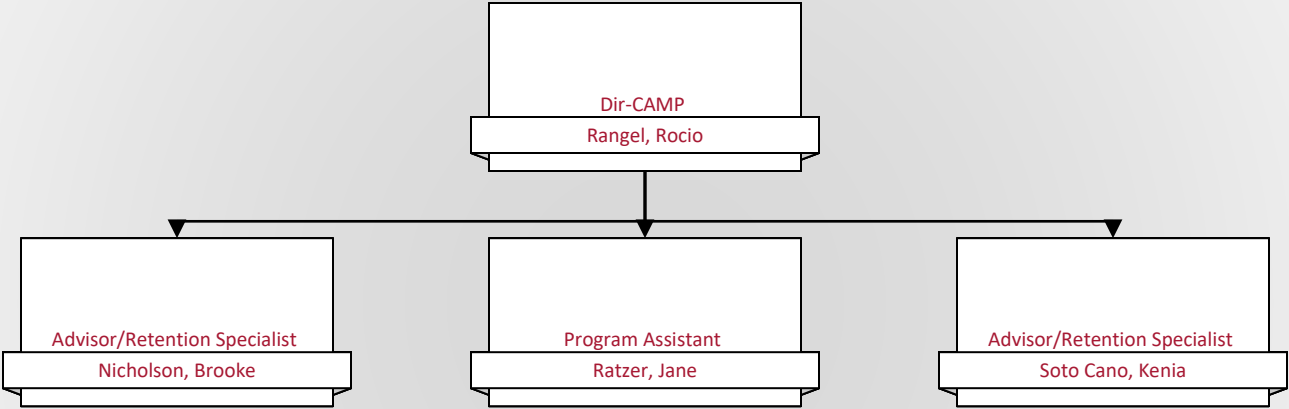 Dir-CAMP
Rangel, Rocio
Advisor/Retention Specialist
Nicholson, Brooke
Program Assistant
Ratzer, Jane
Advisor/Retention Specialist
Soto Cano, Kenia